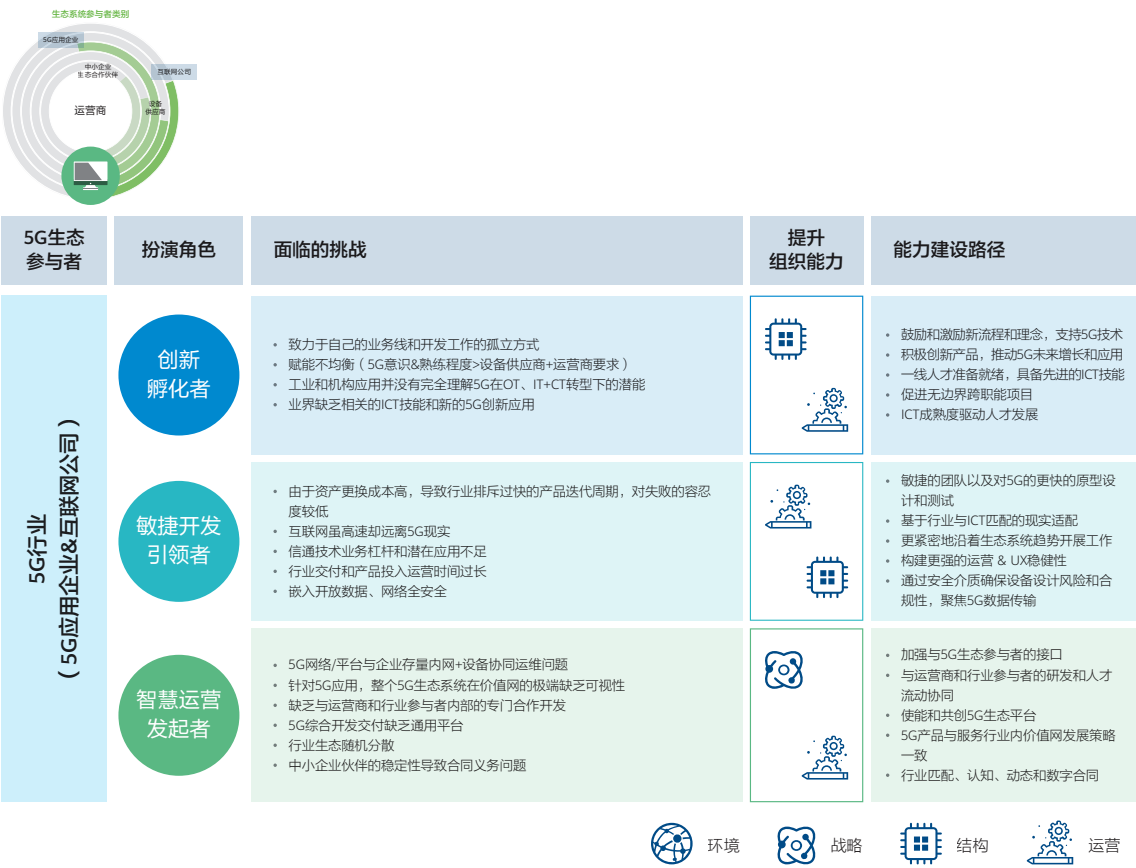 生态系统参与者类别
5G应用企业
中小企业
生态合作伙伴
互联网公司
运营商
设备
供应商
5G生态
参与者
扮演角色
面临的挑战
提升
组织能力
能力建设路径
5G行业
（5G应用企业&互联网公司）
创新
孵化者
• 致力于自己的业务线和开发工作的孤立方式
• 赋能不均衡（5G意识&熟练程度>设备供应商+运营商要求）
• 工业和机构应用并没有完全理解5G在OT、IT+CT转型下的潜能
• 业界缺乏相关的ICT技能和新的5G创新应用
• 鼓励和激励新流程和理念，支持5G技术
• 积极创新产品，推动5G未来增长和应用
• 一线人才准备就绪，具备先进的ICT技能
• 促进无边界跨职能项目
• ICT成熟度驱动人才发展
敏捷开发
引领者
• 由于资产更换成本高，导致行业排斥过快的产品迭代周期，对失败的容忍
度较低
• 互联网虽高速却远离5G现实
• 信通技术业务杠杆和潜在应用不足
• 行业交付和产品投入运营时间过长
• 嵌入开放数据、网络全安全
• 敏捷的团队以及对5G的更快的原型设
计和测试
• 基于行业与ICT匹配的现实适配
• 更紧密地沿着生态系统趋势开展工作
• 构建更强的运营 & UX稳健性
• 通过安全介质确保设备设计风险和合
规性，聚焦5G数据传输
智慧运营
发起者
• 5G网络/平台与企业存量内网+设备协同运维问题
• 针对5G应用，整个5G生态系统在价值网的极端缺乏可视性
• 缺乏与运营商和行业参与者内部的专门合作开发
• 5G综合开发交付缺乏通用平台
• 行业生态随机分散
• 中小企业伙伴的稳定性导致合同义务问题
• 加强与5G生态参与者的接口
• 与运营商和行业参与者的研发和人才
流动协同
• 使能和共创5G生态平台
• 5G产品与服务行业内价值网发展策略
一致
• 行业匹配、认知、动态和数字合同
环境
战略
结构
运营